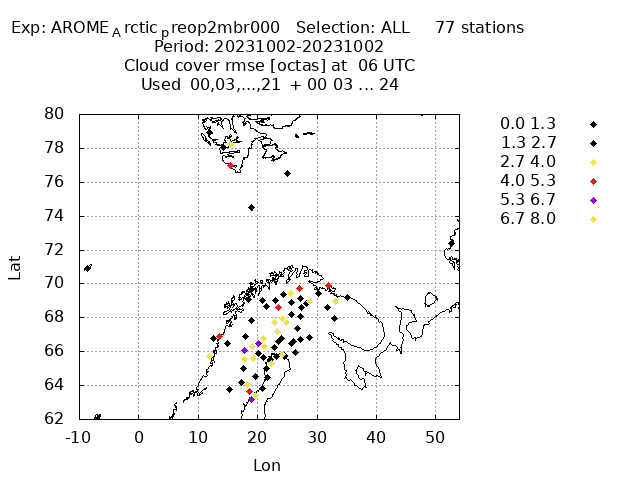 Exp: AROME_Arctic_preop2mbr000 Selection: ALL 77 stations
Period: 20231002-20231002
Cloud cover rmse [octas] at 06 UTC
Used 00,03,...,21 + 00 03 ... 24
80
78
76
74
72
70
68
66
64
62
Lat
-10 0 10 20 30 40 50
Lon
0.0 1.3
1.3 2.7
2.7 4.0
4.0 5.3
5.3 6.7
6.7 8.0